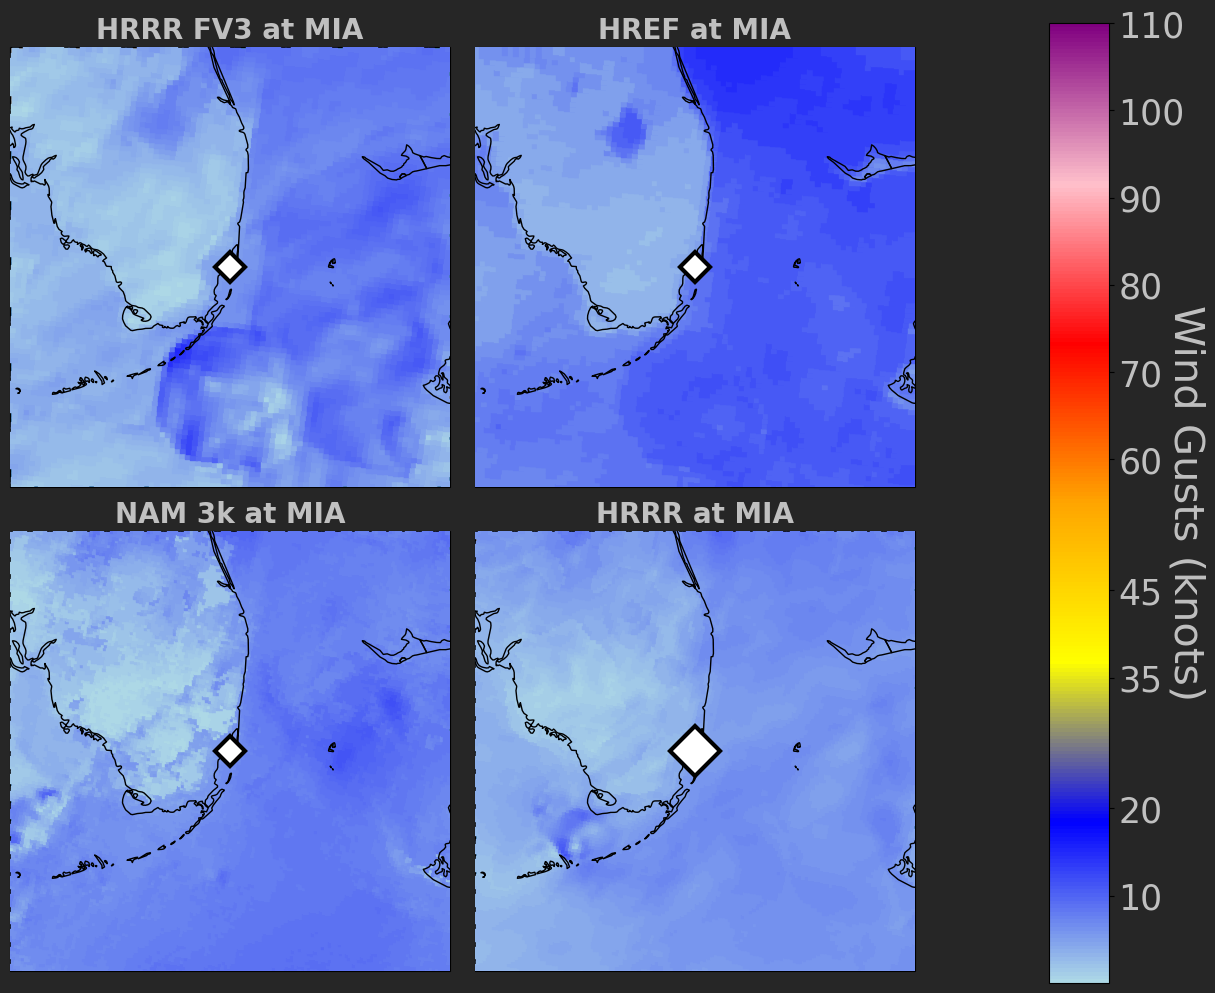 HRRR FV3 at MIA
HREF at MIA
NAM 3k at MIA
HRRR at MIA
110
100
90
80
70
60
45
35
20
10
Wind Gusts (knots)